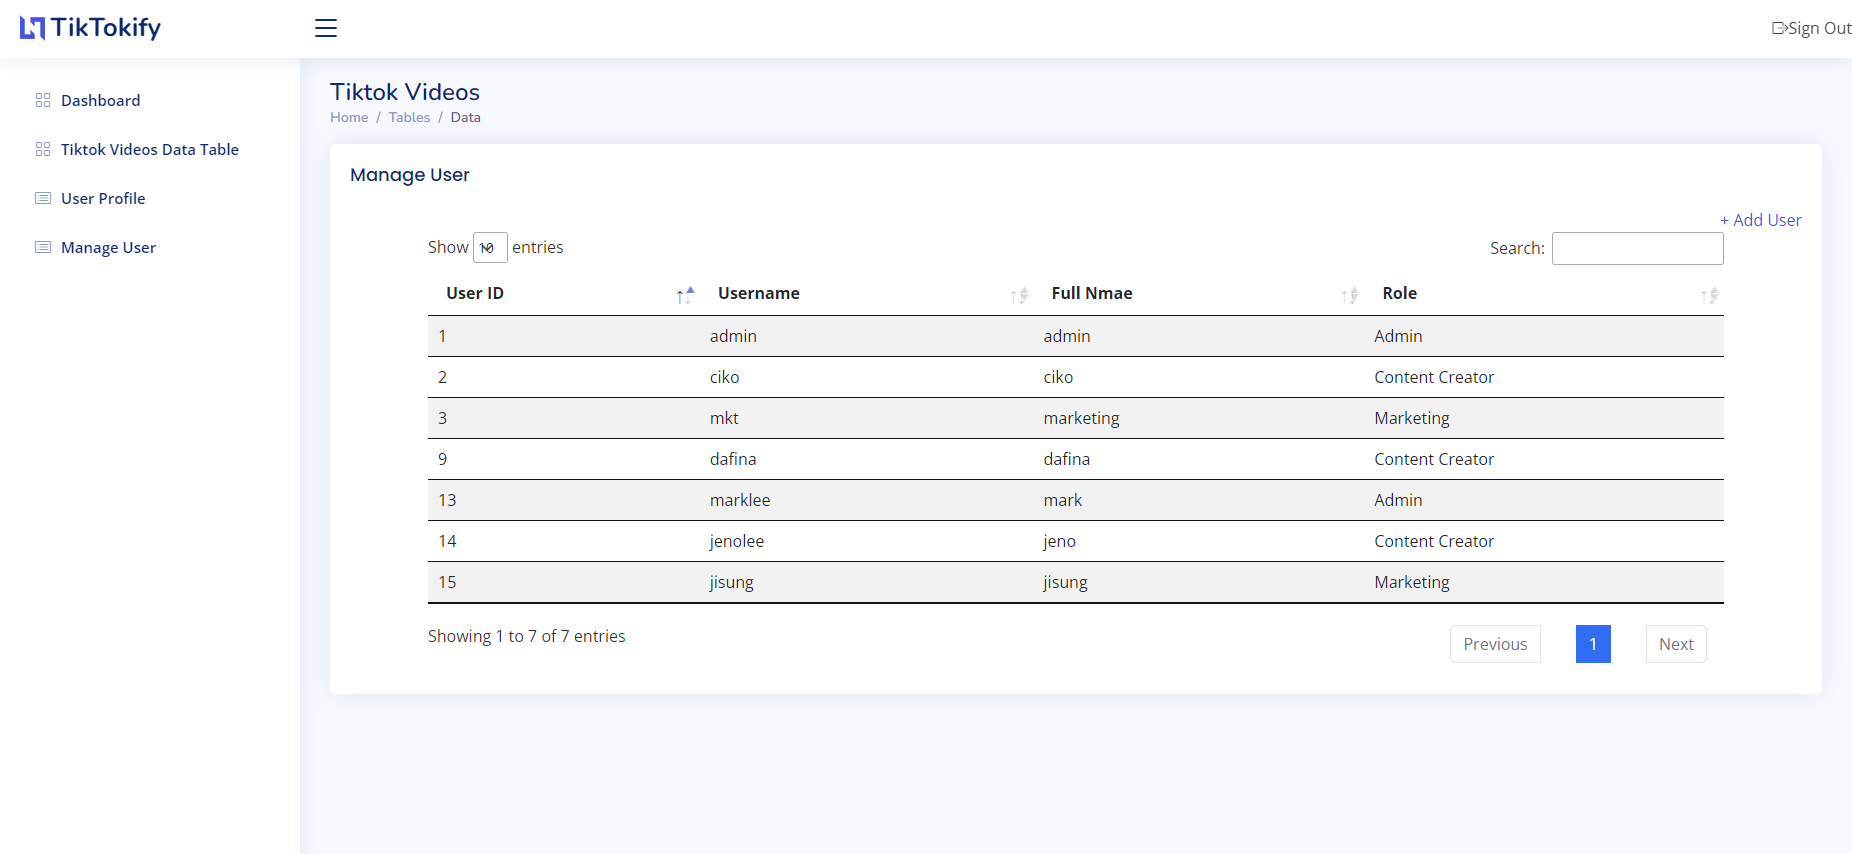 TikTokify
Sign Out
Dashboard
Tiktok Videos Data Table
User Profile
Manage User
Tiktok Videos
Home / Tables / Data
Manage User
+ Add User
Show 10 entries
Search:
User ID Username Full Nmae Role
1 admin admin Admin
2 ciko ciko Content Creator
3 mkt marketing Marketing
9 dafina dafina Content Creator
13 marklee mark Admin
14 jenolee jeno Content Creator
15 jisung jisung Marketing
Showing 1 to 7 of 7 entries
Previous 1 Next